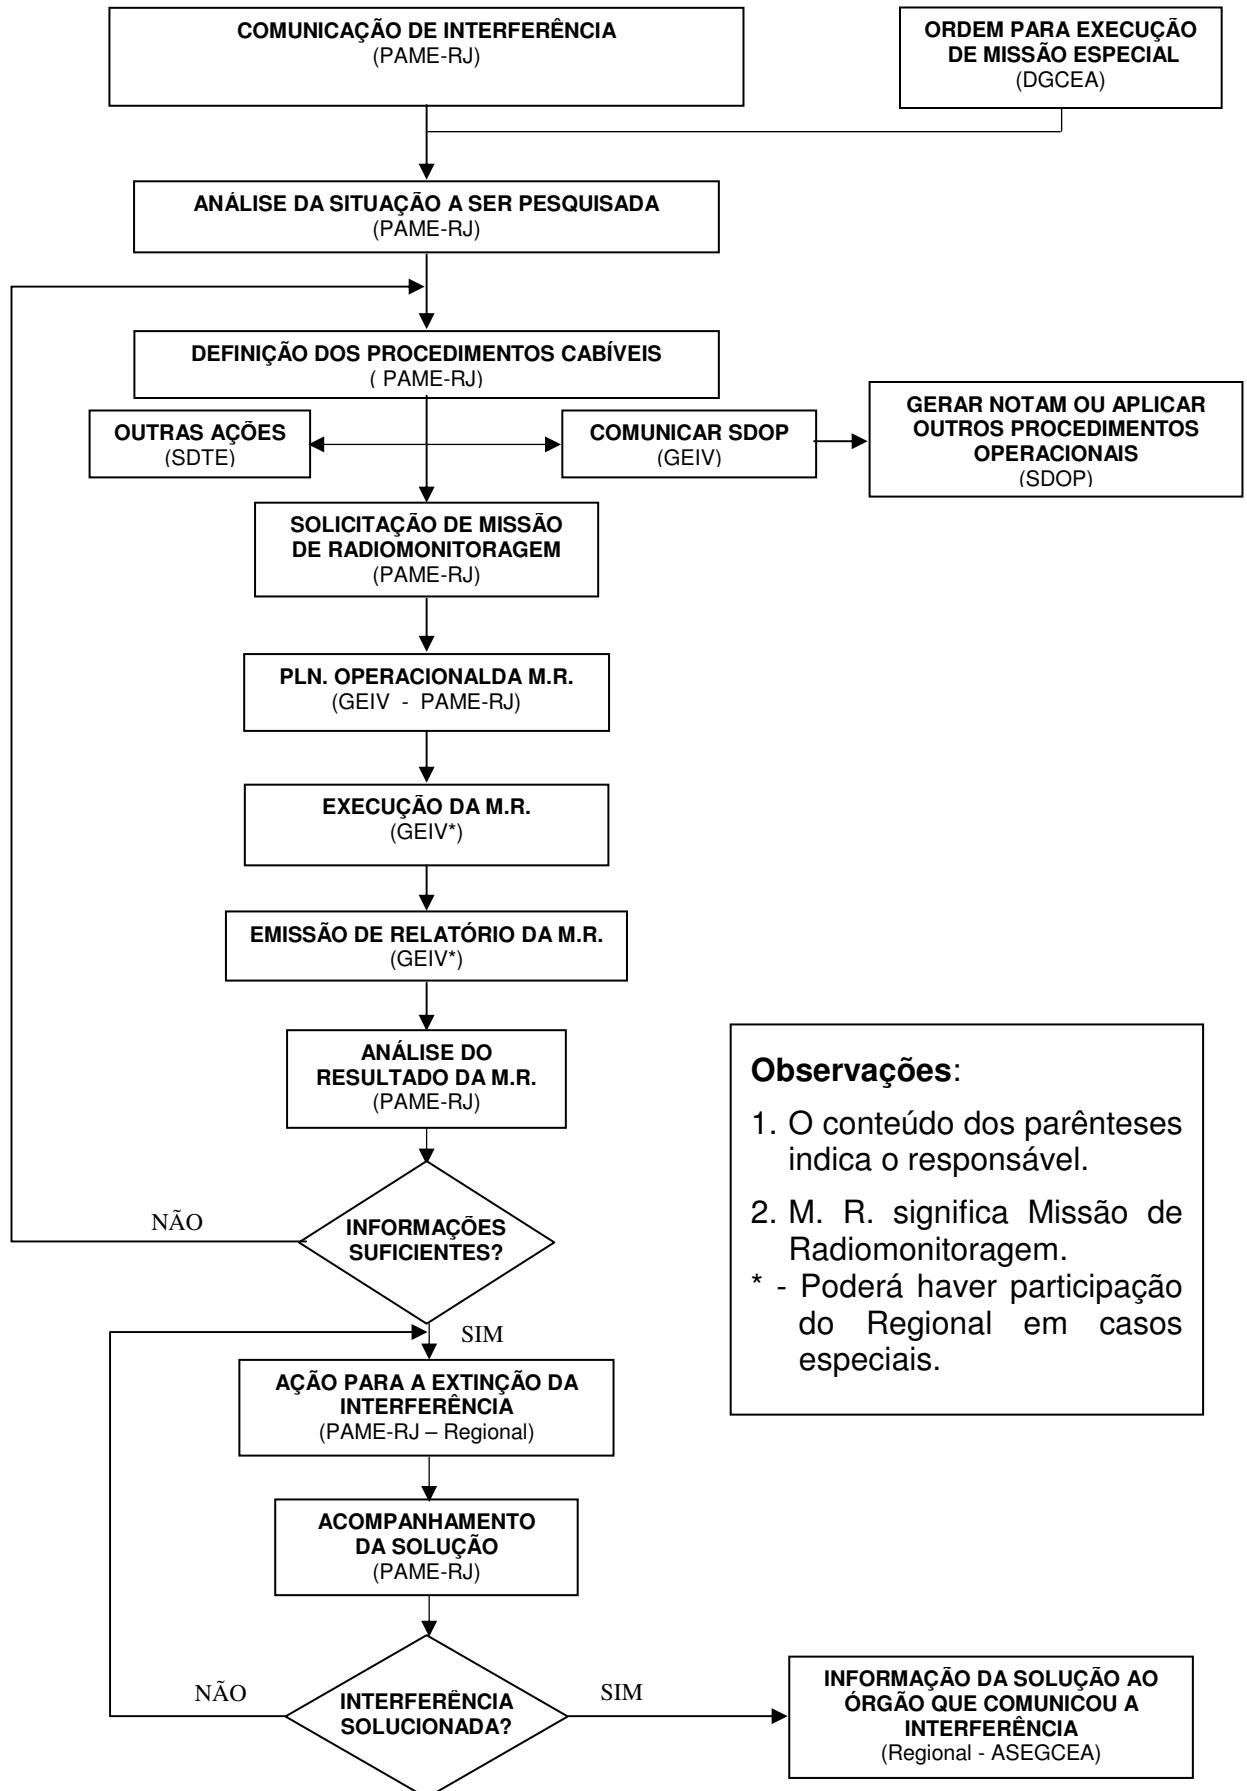 COMUNICAÇÃO DE INTERFERÊNCIA
(PAME-RJ)
ORDEM PARA EXECUÇÃO
DE MISSÃO ESPECIAL
(DGCEA)
ANÁLISE DA SITUAÇÃO A SER PESQUISADA
(PAME-RJ)
DEFINIÇÃO DOS PROCEDIMENTOS CABÍVEIS
( PAME-RJ)
OUTRAS AÇÕES
(SDTE)
COMUNICAR SDOP
(GEIV)
GERAR NOTAM OU APLICAR
OUTROS PROCEDIMENTOS
OPERACIONAIS
(SDOP)
SOLICITAÇÃO DE MISSÃO
DE RADIOMONITORAGEM
(PAME-RJ)
PLN. OPERACIONALDA M.R.
(GEIV - PAME-RJ)
EXECUÇÃO DA M.R.
(GEIV*)
EMISSÃO DE RELATÓRIO DA M.R.
(GEIV*)
ANÁLISE DO
RESULTADO DA M.R.
(PAME-RJ)
Observações:
1. O conteúdo dos parênteses
indica o responsável.
2. M. R. significa Missão de
Radiomonitoragem.
* - Poderá haver participação
do Regional em casos
especiais.
NÃO
INFORMAÇÕES
SUFICIENTES?
SIM
AÇÃO PARA A EXTINÇÃO DA
INTERFERÊNCIA
(PAME-RJ – Regional)
ACOMPANHAMENTO
DA SOLUÇÃO
(PAME-RJ)
NÃO
INTERFERÊNCIA
SOLUCIONADA?
SIM
INFORMAÇÃO DA SOLUÇÃO AO
ÓRGÃO QUE COMUNICOU A
INTERFERÊNCIA
(Regional - ASEGCEA)